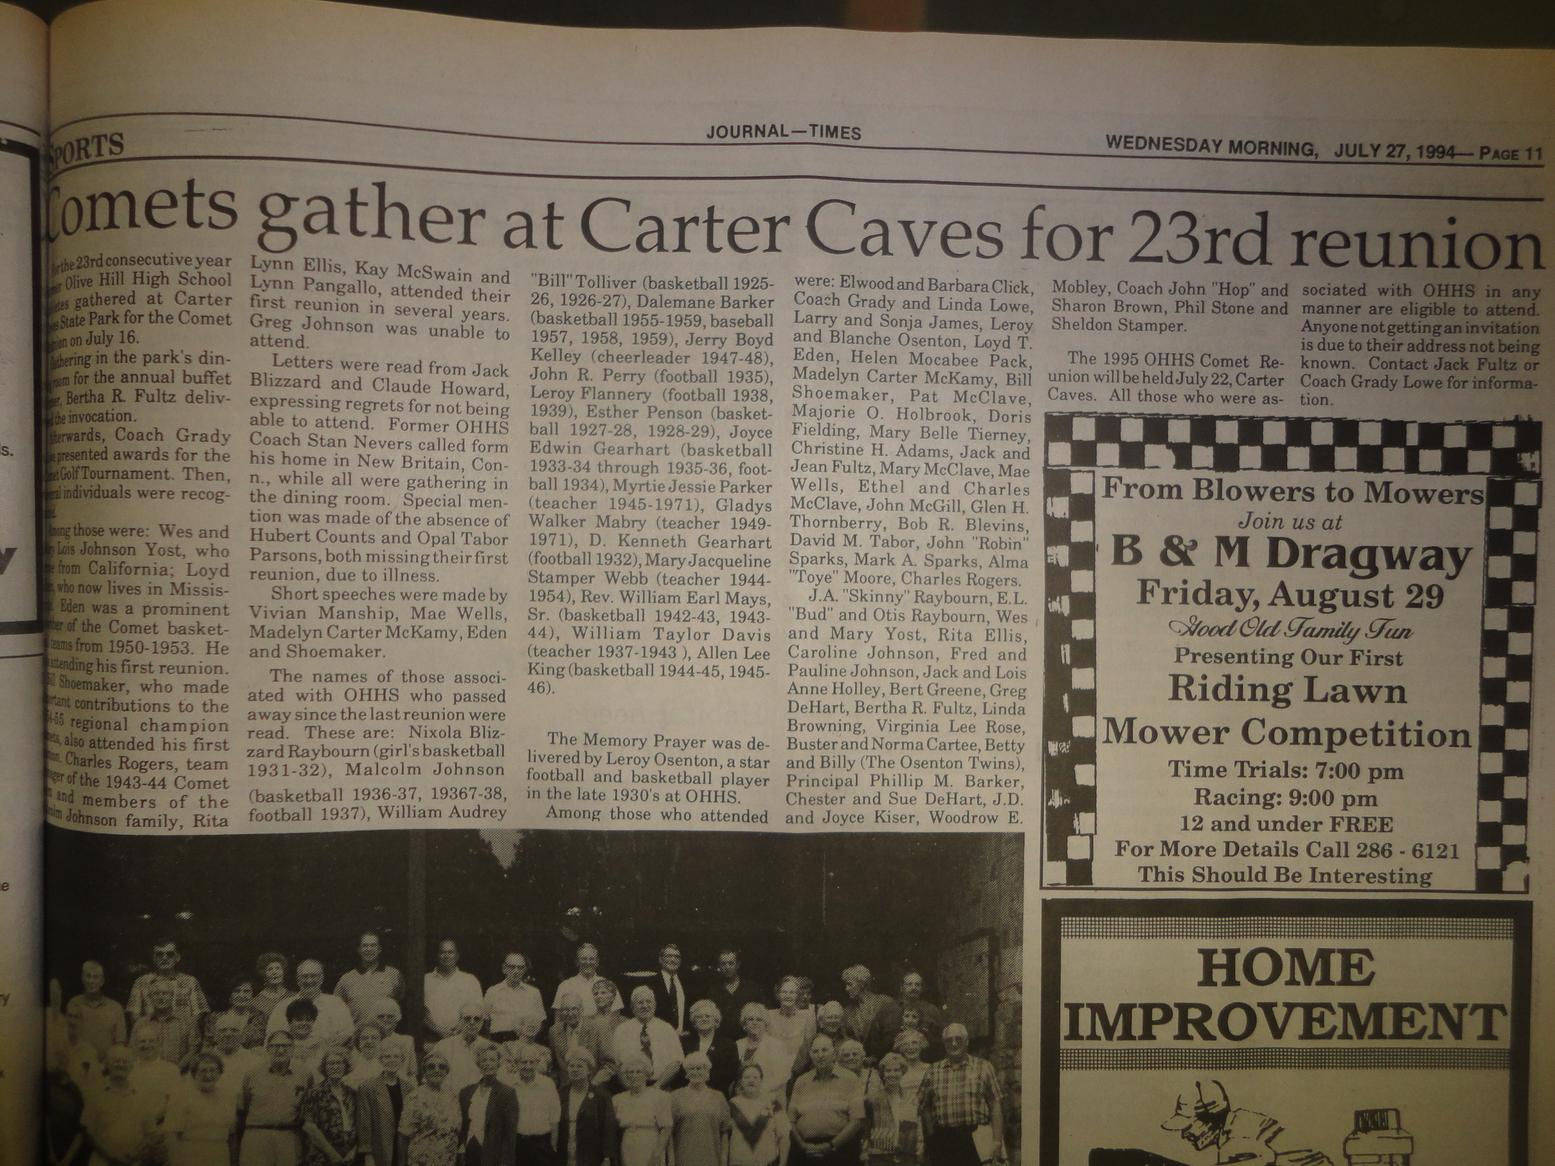 SPORTS
JOURNAL—TIMES
WEDNESDAY MORNING, JULY 27, 1994— PAGE 11
Comets gather at Carter Caves for 23rd reunion
the 23rd consecutive year
Olive Hill High School
gathered at Carter
State Park for the Comet
on July 16.
in the park's din-
for the annual buffet
Bertha R. Fultz deliv-
the invocation.
Coach Grady
presented awards for the
Golf Tournament. Then,
individuals were recog-
those were: Wes and
Lois Johnson Yost, who
from California; Loyd
who now lives in Missis-
Eden was a prominent
of the Comet basket-
teams from 1950-1953. He
attending his first reunion.
Shoemaker, who made
contributions to the
regional champion
also attended his first
Charles Rogers, team
of the 1943-44 Comet
and members of the
Johnson family, Rita
Lynn Ellis, Kay McSwain and
Lynn Pangallo, attended their
first reunion in several years.
Greg Johnson was unable to
attend.
Letters were read from Jack
Blizzard and Claude Howard,
expressing regrets for not being
able to attend. Former OHHS
Coach Stan Nevers called form
his home in New Britain, Con-
n., while all were gathering in
the dining room. Special men-
tion was made of the absence of
Hubert Counts and Opal Tabor
Parsons, both missing their first
reunion, due to illness.
Short speeches were made by
Vivian Manship, Mae Wells,
Madelyn Carter McKamy, Eden
and Shoemaker.
The names of those associ-
ated with OHHS who passed
away since the last reunion were
read. These are: Nixola Bliz-
zard Raybourn (girl's basketball
1931-32), Malcolm Johnson
(basketball 1936-37, 19367-38,
football 1937), William Audrey
"Bill" Tolliver (basketball 1925-
26, 1926-27), Dalemane Barker
(basketball 1955-1959, baseball
1957, 1958, 1959), Jerry Boyd
Kelley (cheerleader 1947-48),
John R. Perry (football 1935),
Leroy Flannery (football 1938,
1939), Esther Penson (basket-
ball 1927-28, 1928-29), Joyce
Edwin Gearhart (basketball
1933-34 through 1935-36, foot-
ball 1934), Myrtie Jessie Parker
(teacher 1945-1971), Gladys
Walker Mabry (teacher 1949-
1971), D. Kenneth Gearhart
(football 1932), Mary Jacqueline
Stamper Webb (teacher 1944-
1954), Rev. William Earl Mays,
Sr. (basketball 1942-43, 1943-
44), William Taylor Davis
(teacher 1937-1943 ), Allen Lee
King (basketball 1944-45, 1945-
46).
The Memory Prayer was de-
livered by Leroy Osenton, a star
football and basketball player
in the late 1930's at OHHS.
Among those who attended
were: Elwood and Barbara Click,
Coach Grady and Linda Lowe,
Larry and Sonja James, Leroy
and Blanche Osenton, Loyd T.
Eden, Helen Mocabee Pack,
Madelyn Carter McKamy, Bill
Shoemaker, Pat McClave,
Majorie O. Holbrook, Doris
Fielding, Mary Belle Tierney,
Christine H. Adams, Jack and
Jean Fultz, Mary McClave, Mae
Wells, Ethel and Charles
McClave, John McGill, Glen H.
Thornberry, Bob R. Blevins,
David M. Tabor, John "Robin"
Sparks, Mark A. Sparks, Alma
"Toye" Moore, Charles Rogers.
J.A. "Skinny" Raybourn, E.L.
"Bud" and Otis Raybourn, Wes
and Mary Yost, Rita Ellis,
Caroline Johnson, Fred and
Pauline Johnson, Jack and Lois
Anne Holley, Bert Greene, Greg
DeHart, Bertha R. Fultz, Linda
Browning, Virginia Lee Rose,
Buster and Norma Cartee, Betty
and Billy (The Osenton Twins),
Principal Phillip M. Barker,
Chester and Sue DeHart, J.D.
and Joyce Kiser, Woodrow E.
Mobley, Coach John "Hop" and
Sharon Brown, Phil Stone and
Sheldon Stamper.
The 1995 OHHS Comet Re-
union will be held July 22, Carter
Caves. All those who were as-
sociated with OHHS in any
manner are eligible to attend.
Anyone not getting an invitation
is due to their address not being
known. Contact Jack Fultz or
Coach Grady Lowe for informa-
tion.
From Blowers to Mowers
Join us at
B & M Dragway
Friday, August 29
Good Old Family Fun
Presenting Our First
Riding Lawn
Mower Competition
Time Trials: 7:00 pm
Racing: 9:00 pm
12 and under FREE
For More Details Call 286 - 6121
This Should Be Interesting
HOME
IMPROVEMENT